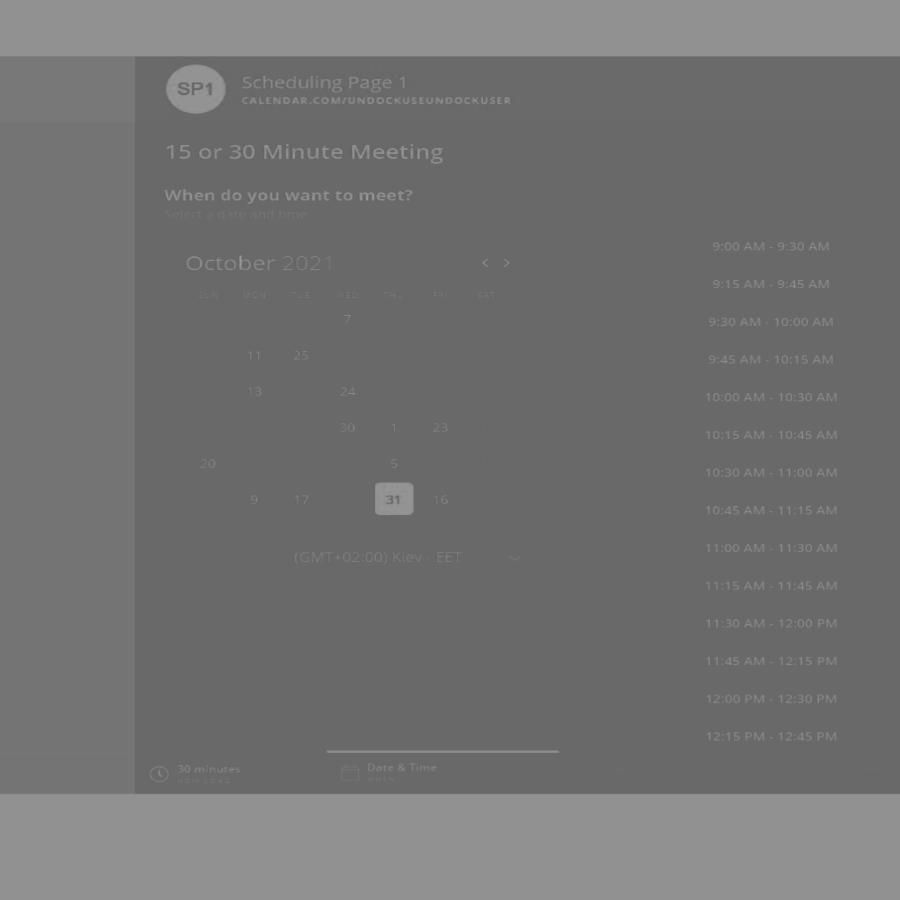 SP1
Scheduling Page 1
CALENDAR.COM/UNDOCKUSEUNDOCKUSER
15 or 30 Minute Meeting
When do you want to meet?
Select a date and time
October 2021 < >
SUN MON TUE WED THU FRI SAT
7
11 25
13 24
30 1 23
20 5
9 17 31 16
(GMT+02:00) Kiev - EET
9:00 AM - 9:30 AM
9:15 AM - 9:45 AM
9:30 AM - 10:00 AM
9:45 AM - 10:15 AM
10:00 AM - 10:30 AM
10:15 AM - 10:45 AM
10:30 AM - 11:00 AM
10:45 AM - 11:15 AM
11:00 AM - 11:30 AM
11:15 AM - 11:45 AM
11:30 AM - 12:00 PM
11:45 AM - 12:15 PM
12:00 PM - 12:30 PM
12:15 PM - 12:45 PM
30 minutes
HOW LONG
Date & Time
WHEN